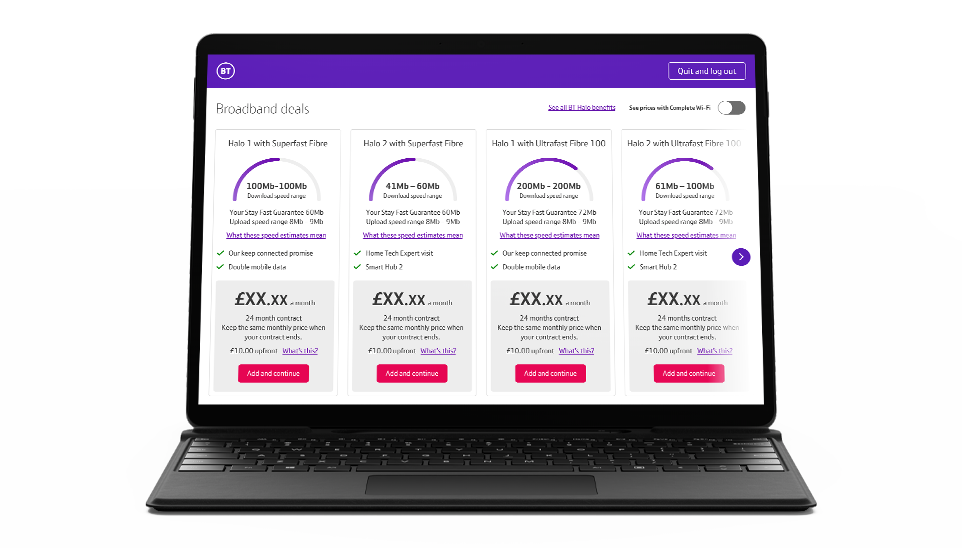 BT
Quit and log out
Broadband deals
See all BT Halo benefits
See prices with Complete Wi-Fi
Halo 1 with Superfast Fibre
100Mb-100Mb
Download speed range
Your Stay Fast Guarantee 60Mb
Upload speed range 8Mb - 9Mb
What these speed estimates mean
Our keep connected promise
Double mobile data
£XX.xx a month
24 month contract
Keep the same monthly price when
your contract ends.
£10.00 upfront What's this?
Add and continue
Halo 2 with Superfast Fibre
41Mb – 60Mb
Download speed range
Your Stay Fast Guarantee 60Mb
Upload speed range 8Mb 9Mb
What these speed estimates mean
Home Tech Expert visit
Smart Hub 2
£XX.xx a month
24 months contract
Keep the same monthly price when
your contract ends.
£10.00 upfront What's this?
Add and continue
Halo 1 with Ultrafast Fibre 100
200Mb - 200Mb
Download speed range
Your Stay Fast Guarantee 72Mb
Upload speed range 8Mb 9Mb
What these speed estimates mean
Our keep connected promise
Double mobile data
£XX.xx a month
24 months contract
Keep the same monthly price when
your contract ends.
£10.00 upfront What's this?
Add and continue
Halo 2 with Ultrafast Fibre 100
61Mb – 100Mb
Download speed range
Your Stay Fast Guarantee 72Mb
Upload speed range 8Mb 9Mb
What these speed estimates mean
Home Tech Expert visit
Smart Hub 2
£XX.xx a month
24 months contract
Keep the same monthly price when
your contract ends.
£10.00 upfront What's this?
Add and continue